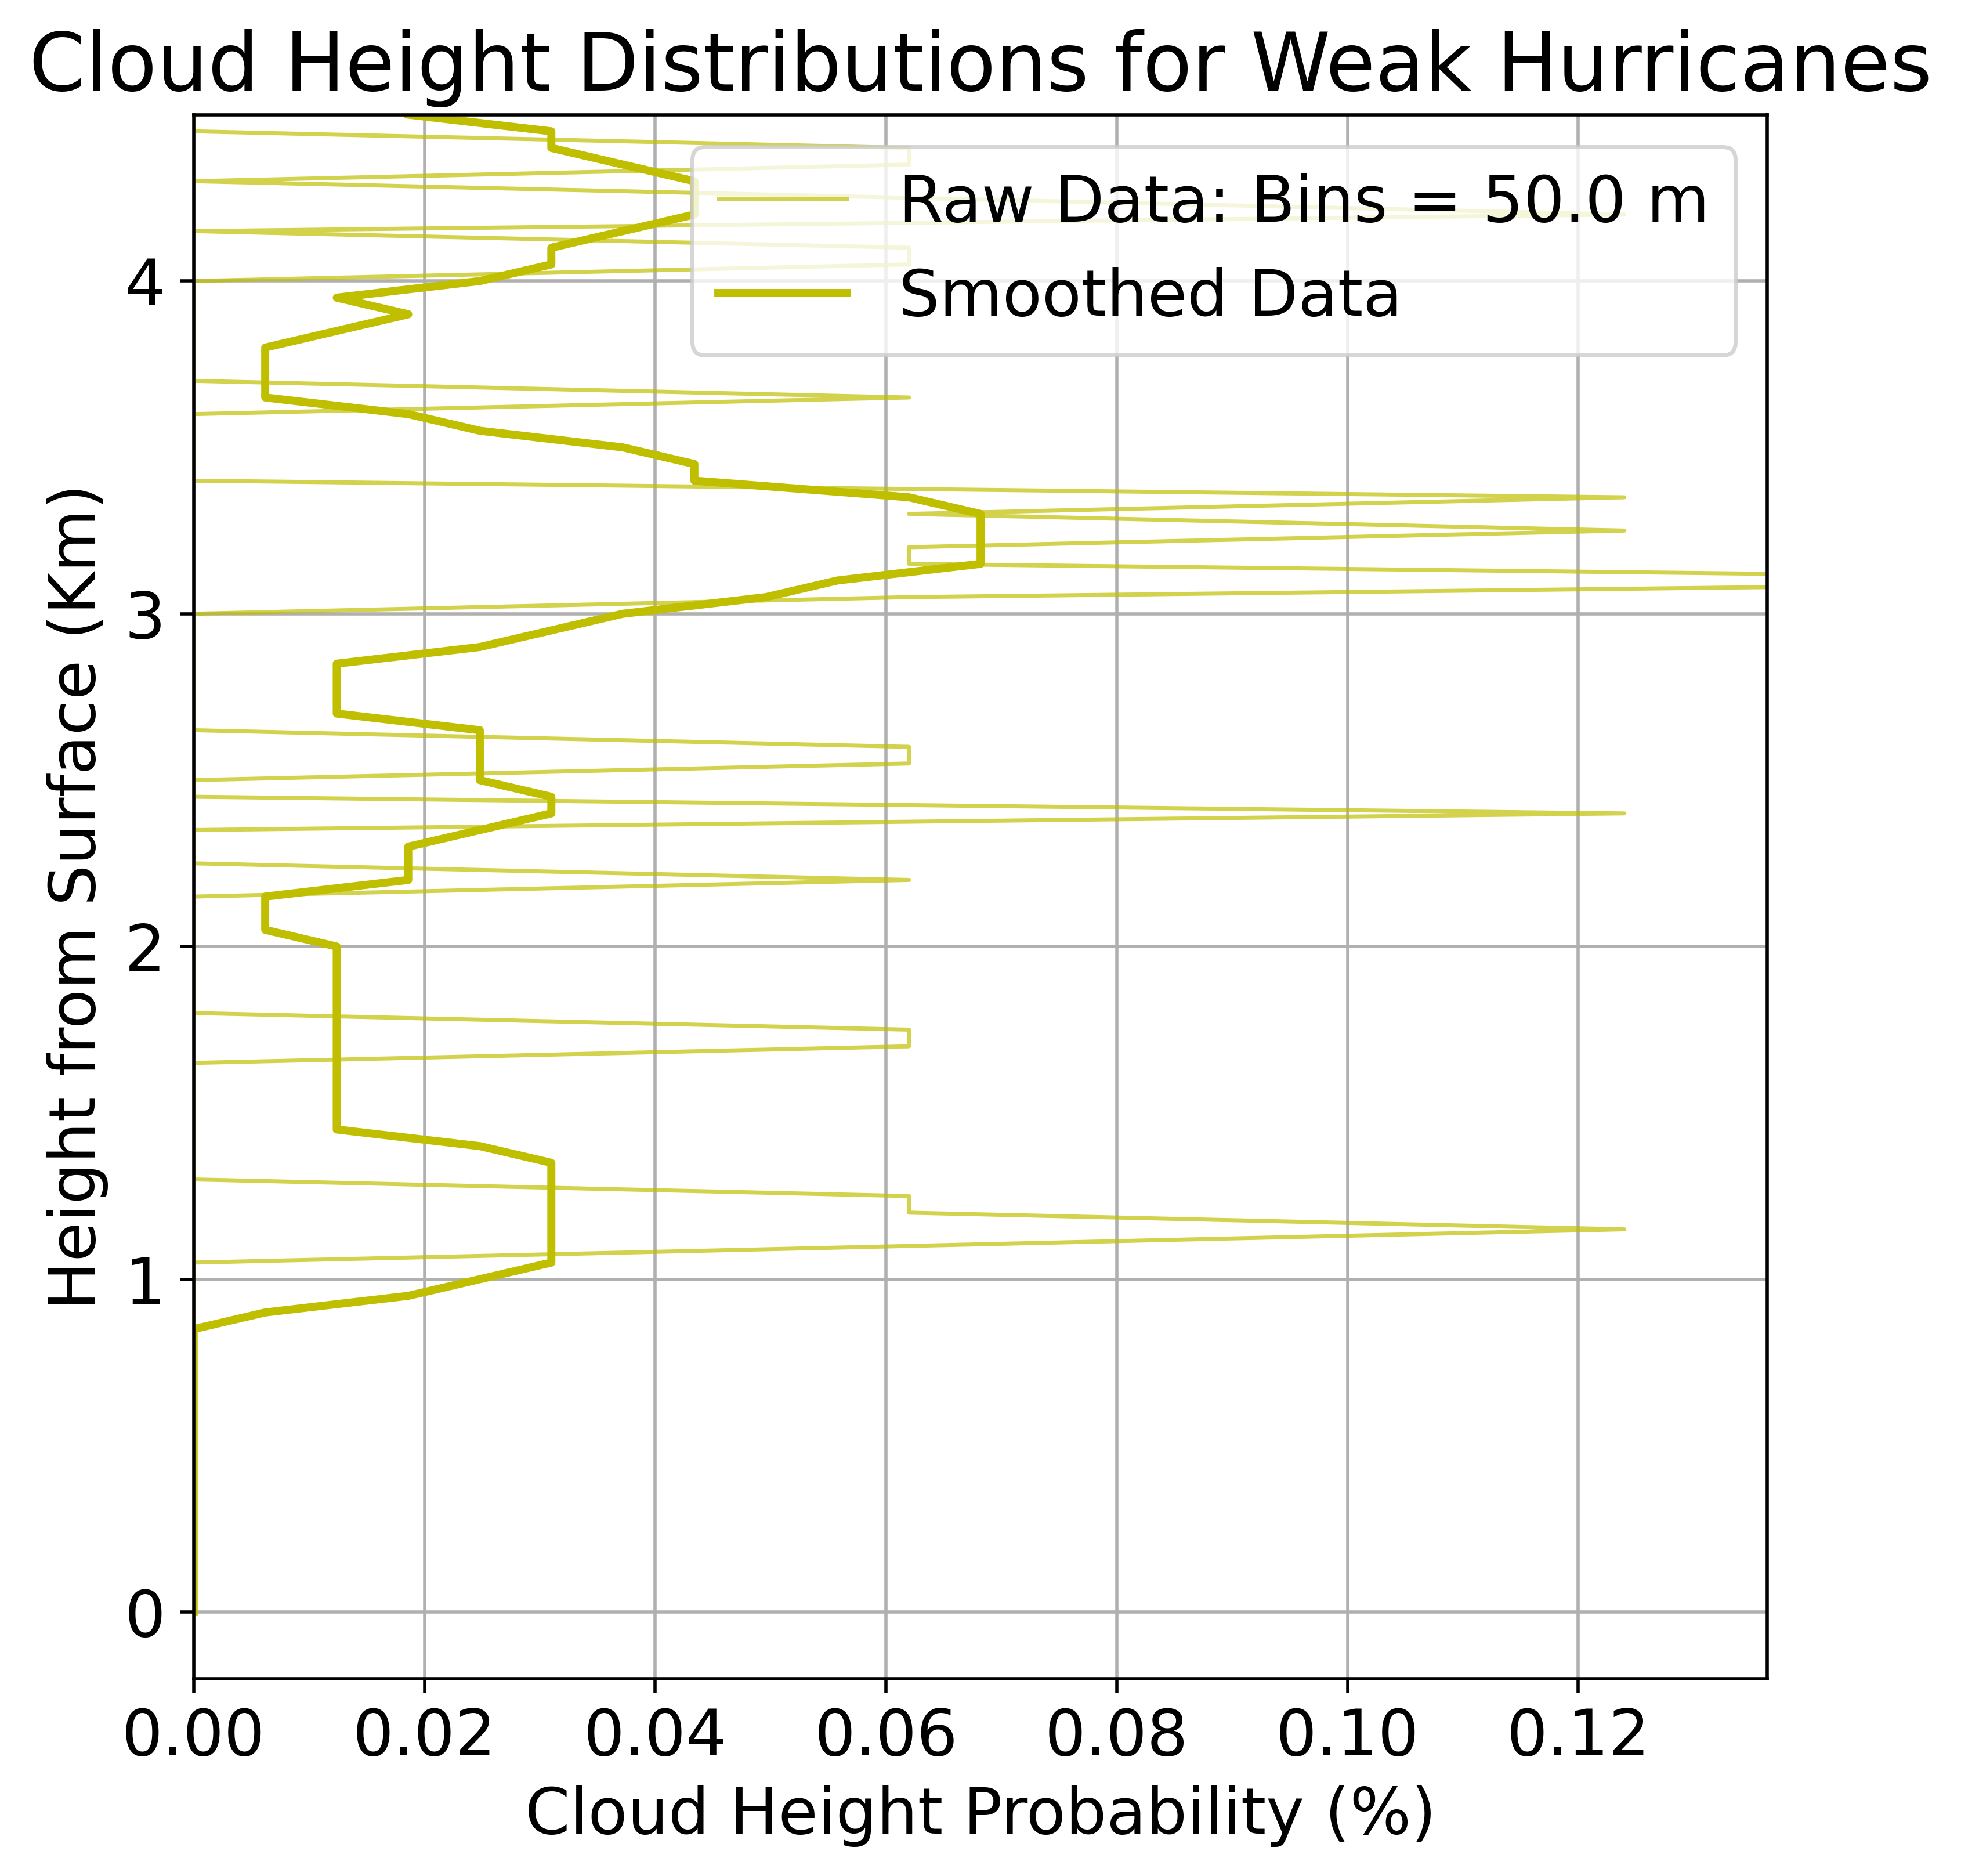 Cloud Height Distributions for Weak Hurricanes
Raw Data: Bins = 50.0 m
Smoothed Data
Height from Surface (Km)
4
3
2
1
0
0.00 0.02 0.04 0.06 0.08 0.10 0.12
Cloud Height Probability (%)